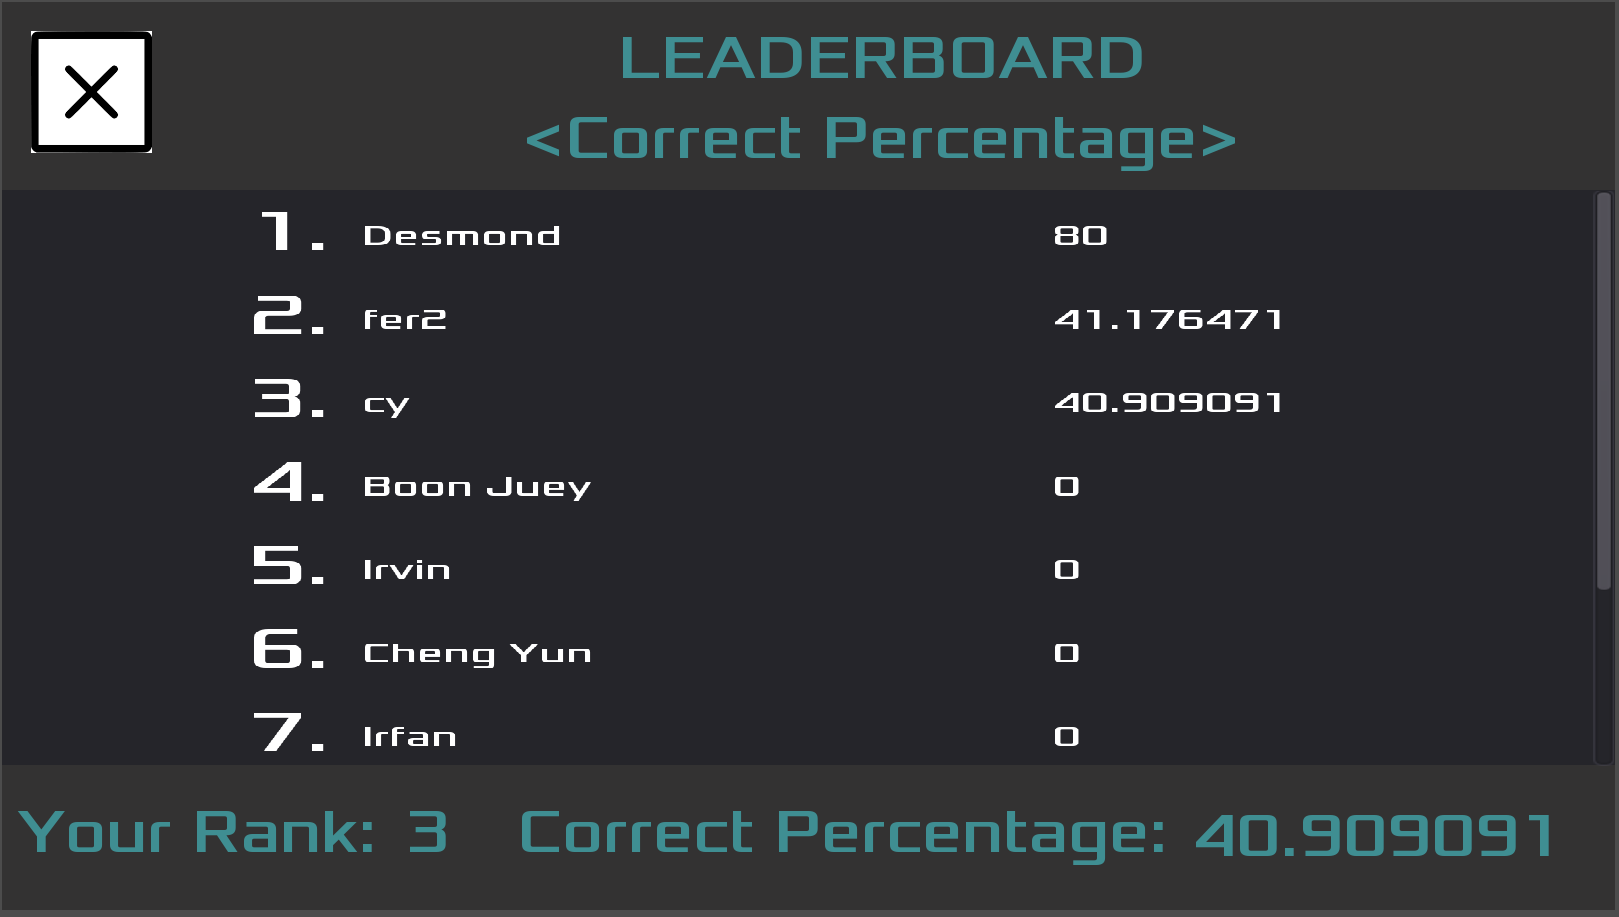 LEADERBOARD
<Correct Percentage>
1. Desmond 80
2. fer2 41.176471
3. cy 40.909091
4. Boon Juey 0
5. Irvin 0
6. Cheng Yun 0
7. Irfan 0
Your Rank: 3 Correct Percentage: 40.909091